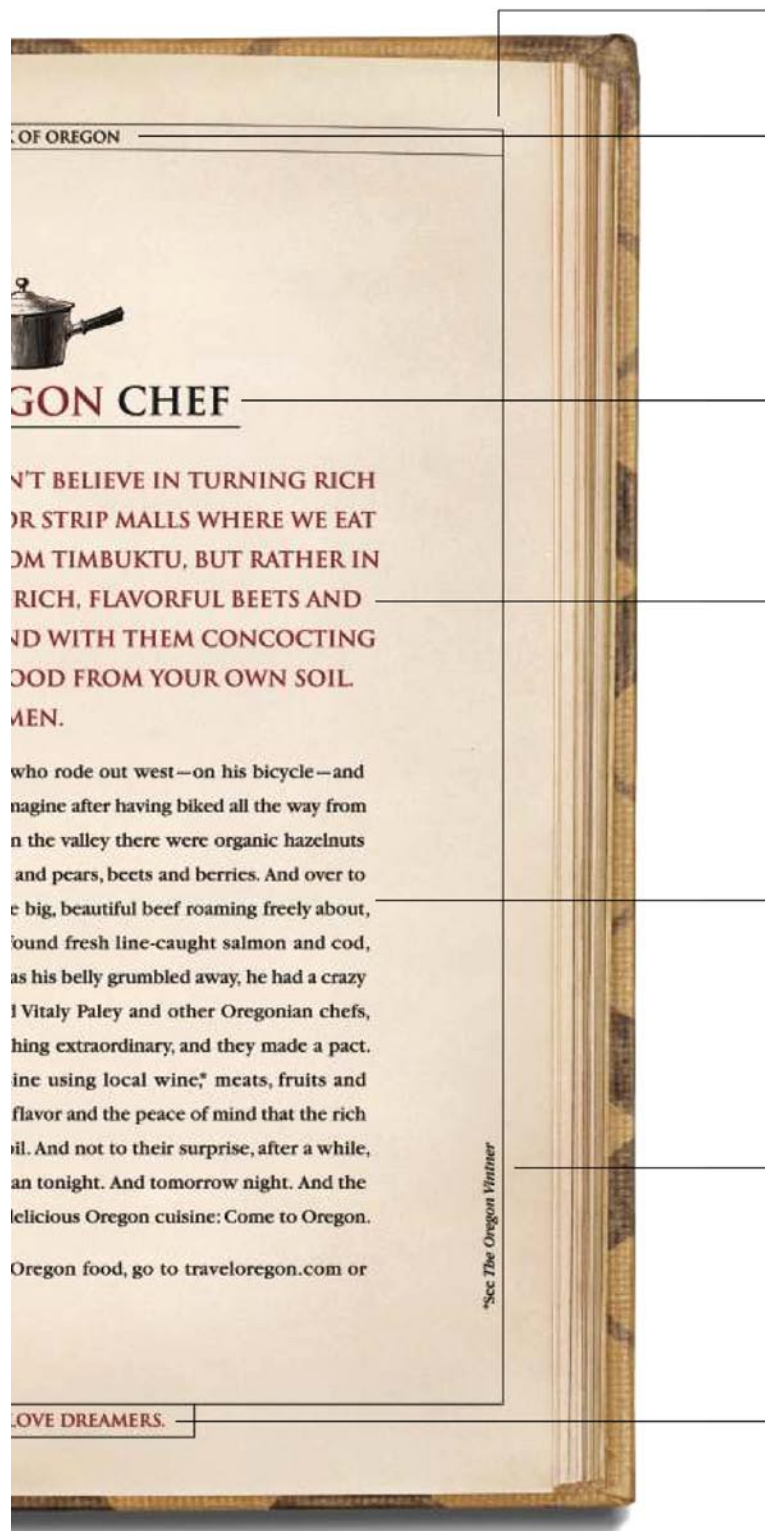 OF OREGON
GON CHEF
N'T BELIEVE IN TURNING RICH
OR STRIP MALLS WHERE WE EAT
OM TIMBUKTU, BUT RATHER IN
RICH, FLAVORFUL BEETS AND
ND WITH THEM CONCOCTING
OOD FROM YOUR OWN SOIL.
MEN.
who rode out west—on his bicycle—and
magine after having biked all the way from
n the valley there were organic hazelnuts
and pears, beets and berries. And over to
e big, beautiful beef roaming freely about,
found fresh line-caught salmon and cod,
as his belly grumbled away, he had a crazy
l Vitaly Paley and other Oregonian chefs,
hing extraordinary, and they made a pact.
ine using local wine,* meats, fruits and
flavor and the peace of mind that the rich
oil. And not to their surprise, after a while,
an tonight. And tomorrow night. And the
delicious Oregon cuisine: Come to Oregon.
Oregon food, go to traveloregon.com or
*See The Oregon Vintner
LOVE DREAMERS.